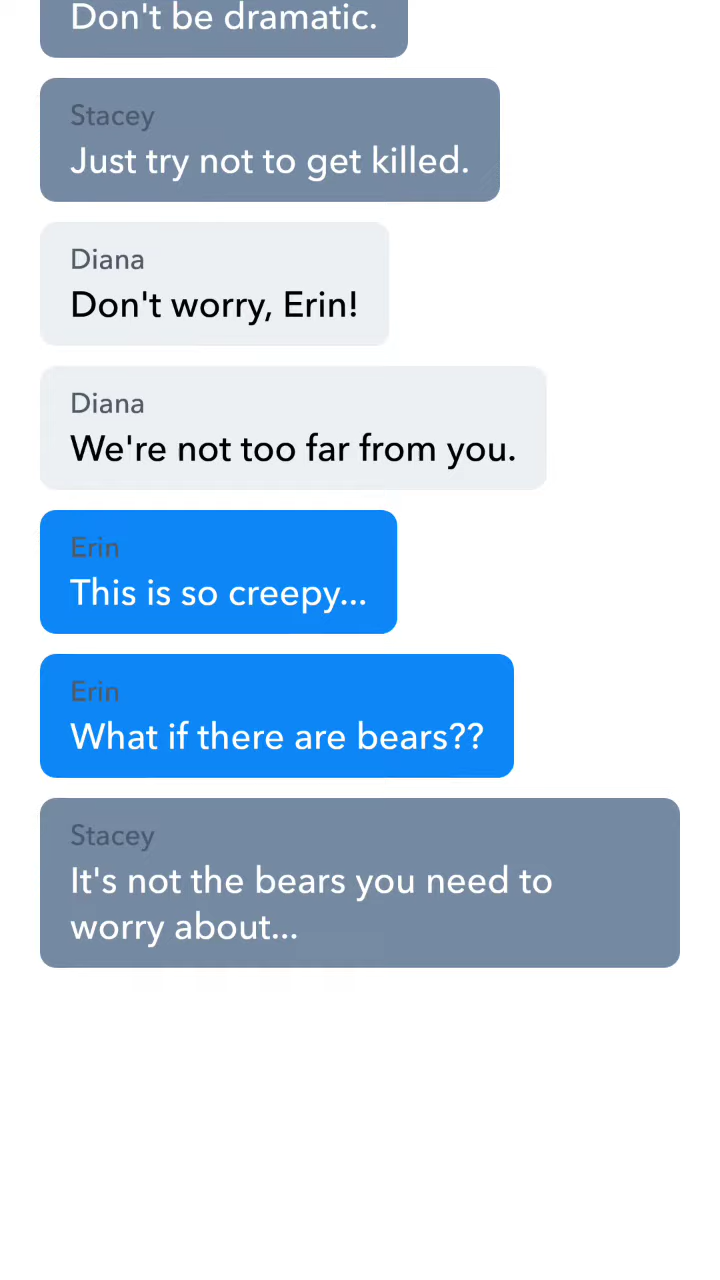 Don't be dramatic.
Stacey
Just try not to get killed.
Diana
Don't worry, Erin!
Diana
We're not too far from you.
Erin
This is so creepy...
Erin
What if there are bears??
Stacey
It's not the bears you need to
worry about...